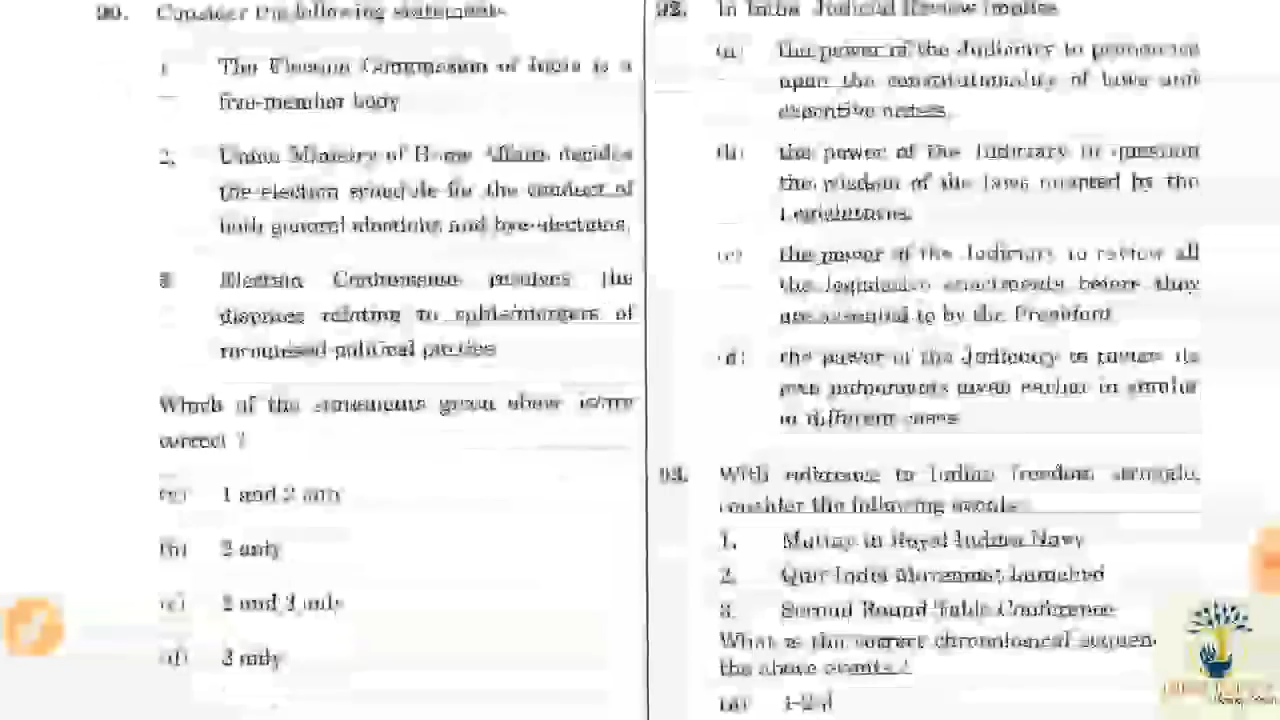 90. Consider the following statements
1. The Election Commission of India is a
five-member body
2. Union Ministry of Home Affairs decides
the election schedule for the conduct of
both general elections and bye-elections.
3 Election Commission resolves the
disputes relating to splits/mergers of
recognised political parties
Which of the statements given above is/are
correct ?
(a) 1 and 2 only
(b) 2 only
(c) 2 and 3 only
(d) 3 only
In India Judicial Review implies
(a) the power of the Judiciary to pronounce
upon the constitutionality of laws and
executive orders.
(b) the power of the Judiciary to question
the wisdom of the laws enacted by the
Legislatures.
(c) the power of the Judiciary to review all
the legislative enactments before they
are assented to by the President
(d) the power of the Judiciary to review its
own judgements given earlier in similar
or different cases
With reference to Indian freedom struggle,
consider the following events:
1. Mutiny in Royal Indian Navy
2. Quit India Movement launched
3. Second Round Table Conference
What is the correct chronological sequen
the above events ?
(a) 1-2-3